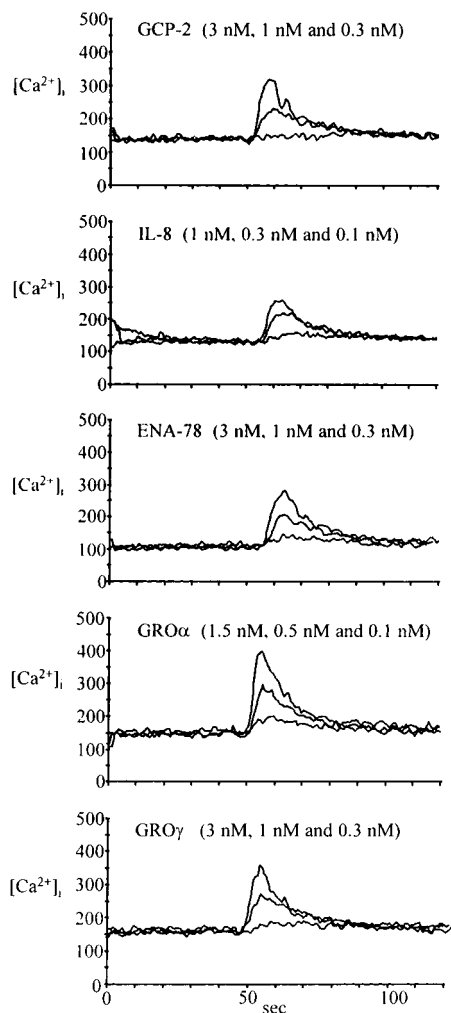 GCP-2 (3 nM, 1 nM and 0.3 nM)
[Ca²⁺]ᵢ
500
400
300
200
100
0
IL-8 (1 nM, 0.3 nM and 0.1 nM)
[Ca²⁺]ᵢ
500
400
300
200
100
0
ENA-78 (3 nM, 1 nM and 0.3 nM)
[Ca²⁺]ᵢ
500
400
300
200
100
0
GROα (1.5 nM, 0.5 nM and 0.1 nM)
[Ca²⁺]ᵢ
500
400
300
200
100
0
GROγ (3 nM, 1 nM and 0.3 nM)
[Ca²⁺]ᵢ
500
400
300
200
100
0
0 50 100
sec